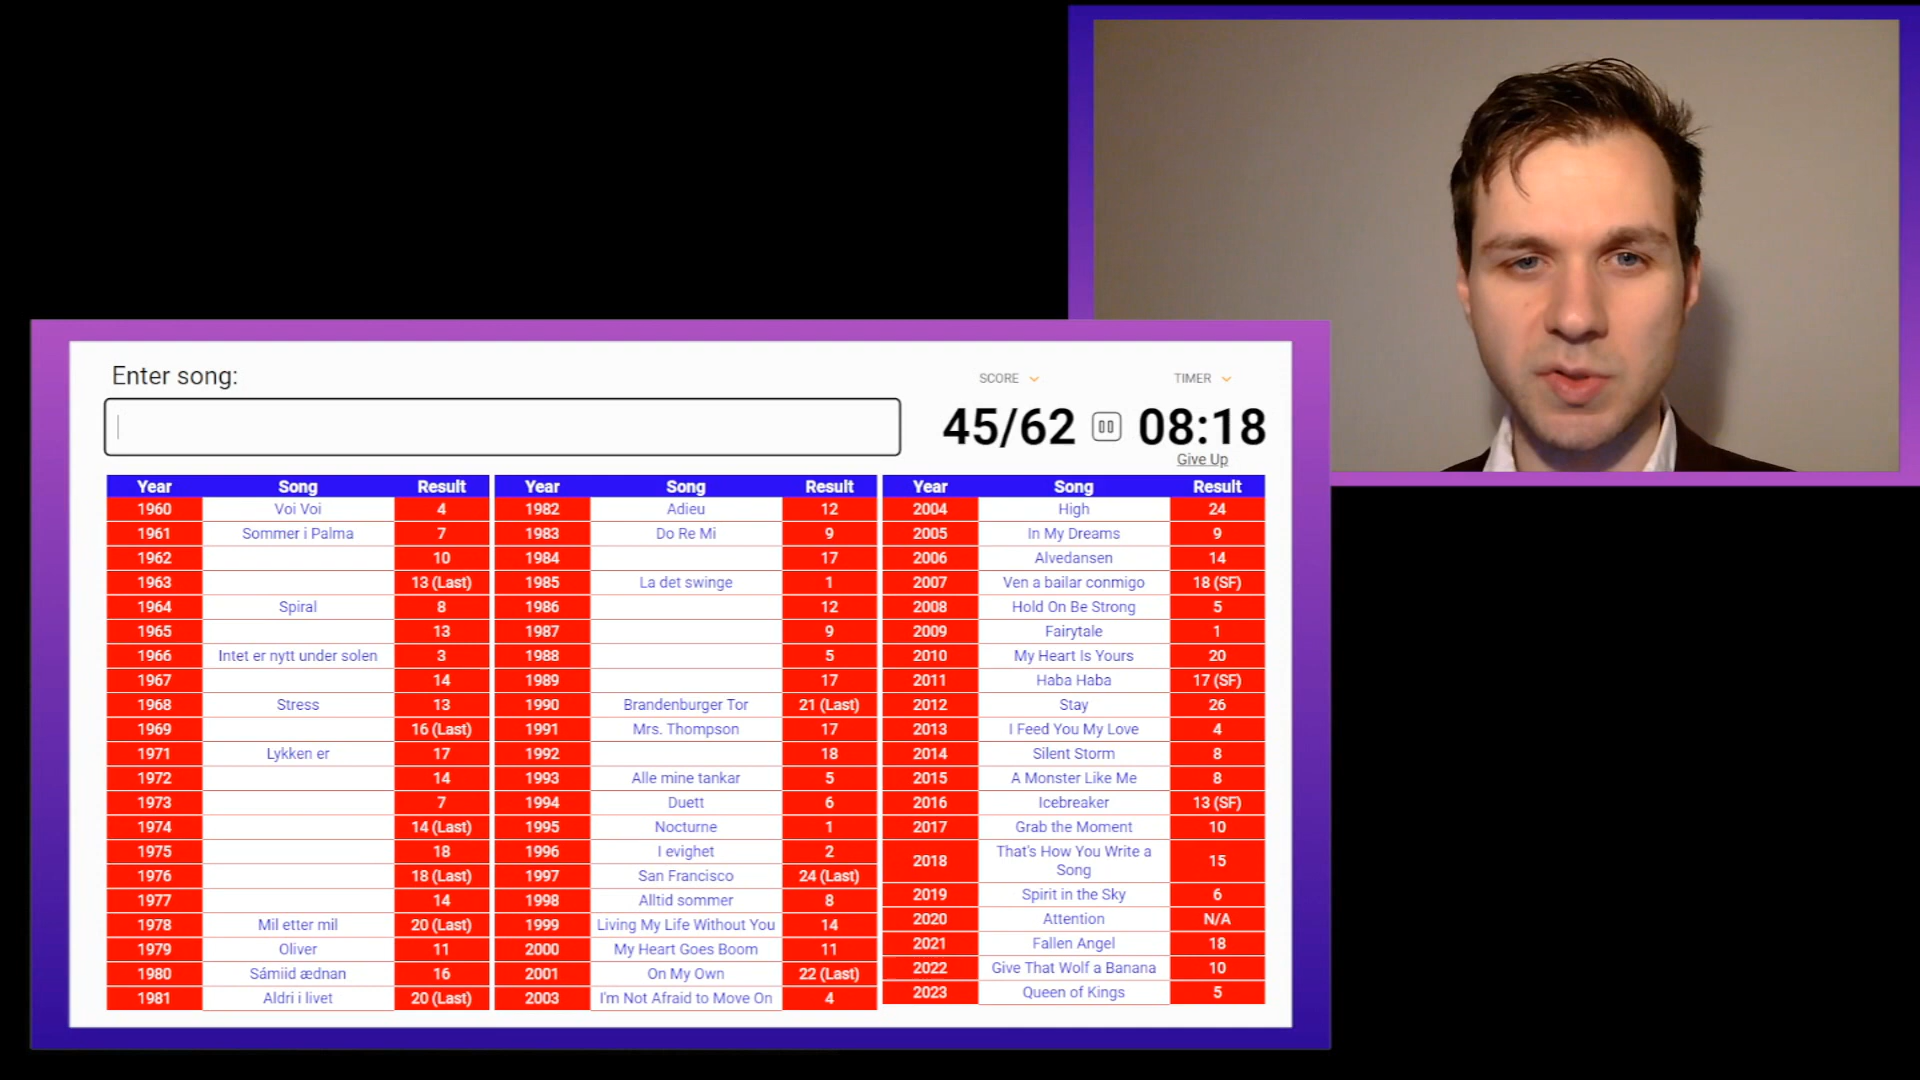 Enter song:
SCORE
TIMER
45/62
08:18
Give Up
Year Song Result
1960 Voi Voi 4
1961 Sommer i Palma 7
1962 10
1963 13 (Last)
1964 Spiral 8
1965 13
1966 Intet er nytt under solen 3
1967 14
1968 Stress 13
1969 16 (Last)
1971 Lykken er 17
1972 14
1973 7
1974 14 (Last)
1975 18
1976 18 (Last)
1977 14
1978 Mil etter mil 20 (Last)
1979 Oliver 11
1980 Sámiid ædnan 16
1981 Aldri i livet 20 (Last)
Year Song Result
1982 Adieu 12
1983 Do Re Mi 9
1984 17
1985 La det swinge 1
1986 12
1987 9
1988 5
1989 17
1990 Brandenburger Tor 21 (Last)
1991 Mrs. Thompson 17
1992 18
1993 Alle mine tankar 5
1994 Duett 6
1995 Nocturne 1
1996 I evighet 2
1997 San Francisco 24 (Last)
1998 Alltid sommer 8
1999 Living My Life Without You 14
2000 My Heart Goes Boom 11
2001 On My Own 22 (Last)
2003 I'm Not Afraid to Move On 4
Year Song Result
2004 High 24
2005 In My Dreams 9
2006 Alvedansen 14
2007 Ven a bailar conmigo 18 (SF)
2008 Hold On Be Strong 5
2009 Fairytale 1
2010 My Heart Is Yours 20
2011 Haba Haba 17 (SF)
2012 Stay 26
2013 I Feed You My Love 4
2014 Silent Storm 8
2015 A Monster Like Me 8
2016 Icebreaker 13 (SF)
2017 Grab the Moment 10
2018 That's How You Write a
Song 15
2019 Spirit in the Sky 6
2020 Attention N/A
2021 Fallen Angel 18
2022 Give That Wolf a Banana 10
2023 Queen of Kings 5